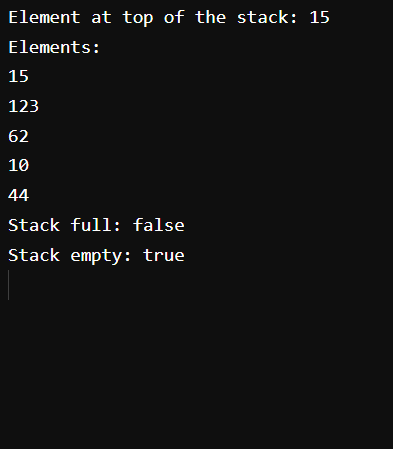 Element at top of the stack: 15
Elements:
15
123
62
10
44
Stack full: false
Stack empty: true